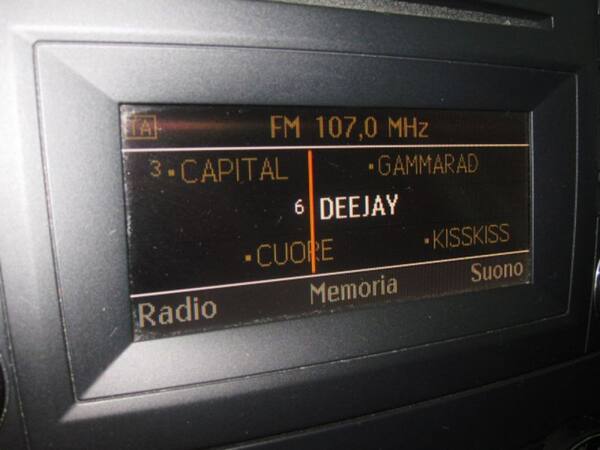 TA
FM 107,0 MHz
3 ▪CAPITAL ▪GAMMARAD
6 DEEJAY
▪CUORE ▪KISSKISS
Radio Memoria Suono